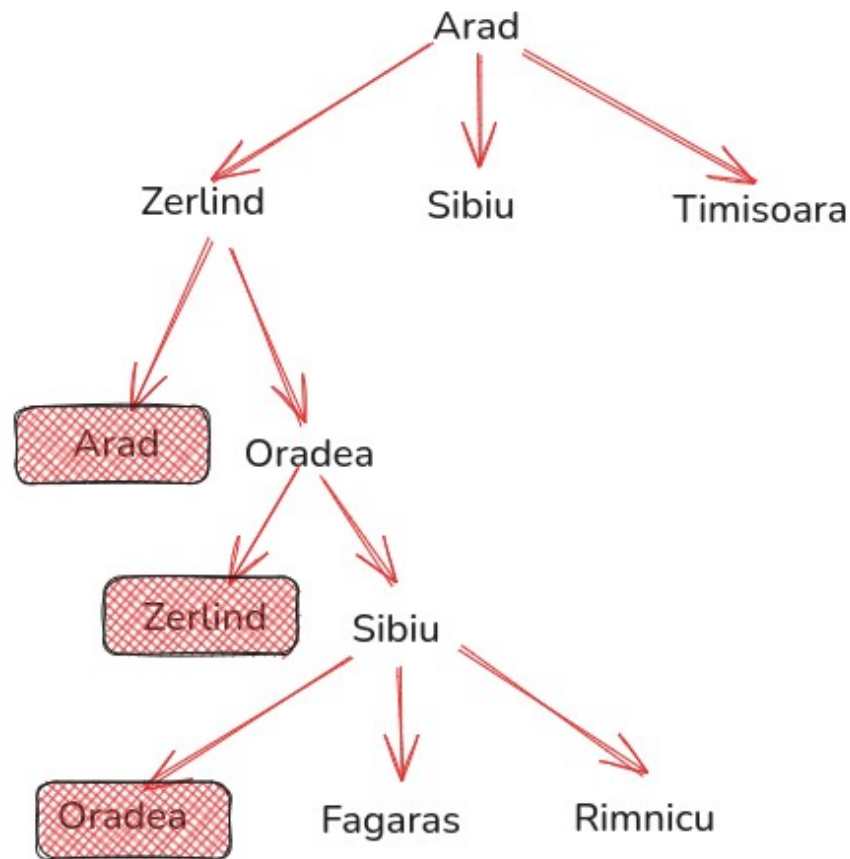 Arad
Zerlind Sibiu Timisoara
Arad Oradea
Zerlind Sibiu
Oradea Fagaras Rimnicu